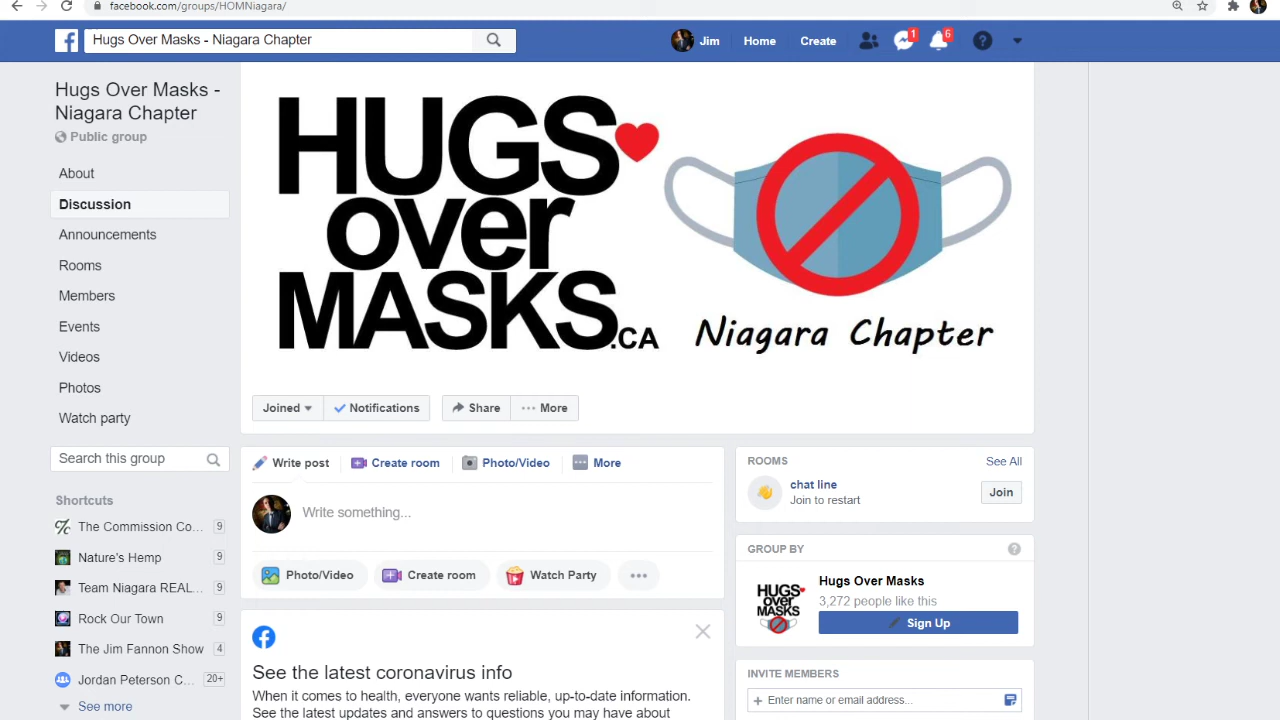 facebook.com/groups/HOMNiagara/
Hugs Over Masks - Niagara Chapter
Jim
Home
Create
1
6
Hugs Over Masks -
Niagara Chapter
Public group
About
Discussion
Announcements
Rooms
Members
Events
Videos
Photos
Watch party
Search this group
Shortcuts
The Commission Co... 9
Nature's Hemp 9
Team Niagara REAL... 9
Rock Our Town 9
The Jim Fannon Show 4
Jordan Peterson C... 20+
See more
HUGS
over
MASKS
.CA
Niagara Chapter
Joined
Notifications
Share
More
Write post
Create room
Photo/Video
More
Write something...
Photo/Video
Create room
Watch Party
See the latest coronavirus info
When it comes to health, everyone wants reliable, up-to-date information.
See the latest updates and answers to questions you may have about
ROOMS
See All
chat line
Join to restart
Join
GROUP BY
HUGS
over
MASKS
Hugs Over Masks
3,272 people like this
Sign Up
INVITE MEMBERS
Enter name or email address...